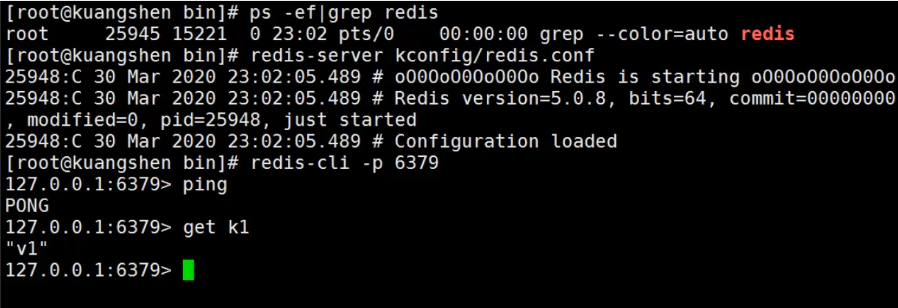 [root@kuangshen bin]# ps -ef|grep redis
root     25945 15221  0 23:02 pts/0    00:00:00 grep --color=auto redis
[root@kuangshen bin]# redis-server kconfig/redis.conf
25948:C 30 Mar 2020 23:02:05.489 # oO0OoO0OoO0Oo Redis is starting oO0OoO0OoO0Oo
25948:C 30 Mar 2020 23:02:05.489 # Redis version=5.0.8, bits=64, commit=00000000
, modified=0, pid=25948, just started
25948:C 30 Mar 2020 23:02:05.489 # Configuration loaded
[root@kuangshen bin]# redis-cli -p 6379
127.0.0.1:6379> ping
PONG
127.0.0.1:6379> get k1
"v1"
127.0.0.1:6379>